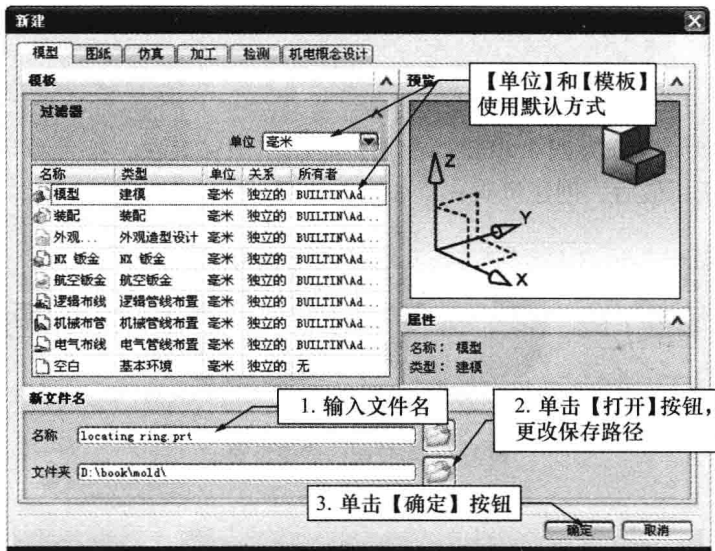 新建
模型 图纸 仿真 加工 检测 机电概念设计
模板
过滤器
单位 毫米
名称 类型 单位 关系 所有者
模型 建模 毫米 独立的 BUILTIN\Ad...
装配 装配 毫米 独立的 BUILTIN\Ad...
外观... 外观造型设计 毫米 独立的 BUILTIN\Ad...
NX 钣金 NX 钣金 毫米 独立的 BUILTIN\Ad...
航空钣金 航空钣金 毫米 独立的 BUILTIN\Ad...
逻辑布线 逻辑管线布置 毫米 独立的 BUILTIN\Ad...
机械布管 机械管线布置 毫米 独立的 BUILTIN\Ad...
电气布线 电气管线布置 毫米 独立的 BUILTIN\Ad...
空白 基本环境 毫米 独立的 无
预览
【单位】和【模板】
使用默认方式
Z
Y
X
属性
名称： 模型
类型： 建模
新文件名
1. 输入文件名
2. 单击【打开】按钮，
更改保存路径
名称 locating ring.prt
文件夹 D:\book\mold\
3. 单击【确定】按钮
确定 取消